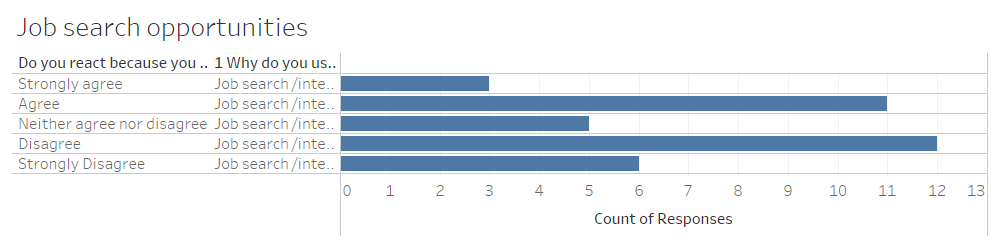 Job search opportunities
Do you react because you .. 1 Why do you us..
Strongly agree Job search /inte..
Agree Job search /inte..
Neither agree nor disagree Job search /inte..
Disagree Job search /inte..
Strongly Disagree Job search /inte..
0 1 2 3 4 5 6 7 8 9 10 11 12 13
Count of Responses